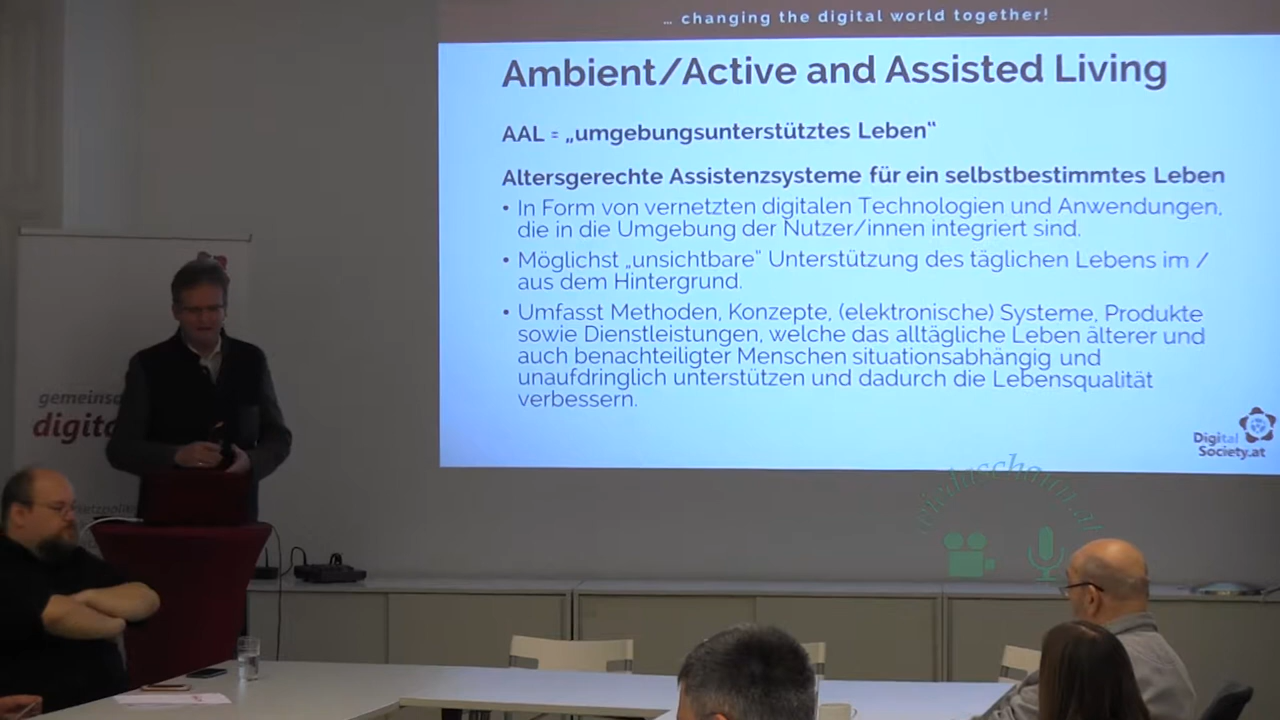 … changing the digital world together!
Ambient/Active and Assisted Living
AAL = „umgebungsunterstütztes Leben“
Altersgerechte Assistenzsysteme für ein selbstbestimmtes Leben
• In Form von vernetzten digitalen Technologien und Anwendungen,
die in die Umgebung der Nutzer/innen integriert sind.
• Möglichst „unsichtbare“ Unterstützung des täglichen Lebens im /
aus dem Hintergrund.
• Umfasst Methoden, Konzepte, (elektronische) Systeme, Produkte
sowie Dienstleistungen, welche das alltägliche Leben älterer und
auch benachteiligter Menschen situationsabhängig und
unaufdringlich unterstützen und dadurch die Lebensqualität
verbessern.
Digital
Society.at
gemeinsa
digita